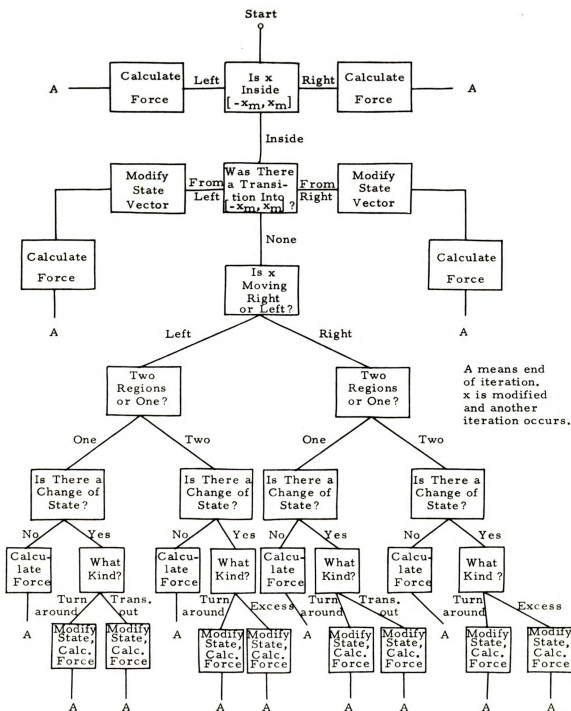 Start
Calculate
Force
Left
Is x
Inside
[-xm, xm]
Right
Calculate
Force
A
A
Inside
Modify
State
Vector
From
Left
Was There
a Transi-
tion Into
[-xm, xm] ?
From
Right
Modify
State
Vector
None
Calculate
Force
Calculate
Force
A
A
Is x
Moving
Right
or Left?
Left
Right
Two
Regions
or One?
Two
Regions
or One?
A means end
of iteration.
x is modified
and another
iteration occurs.
One
Two
One
Two
Is There a
Change of
State?
Is There a
Change of
State?
Is There a
Change of
State?
Is There a
Change of
State?
No
Yes
No
Yes
No
Yes
No
Yes
Calcu-
late
Force
What
Kind?
Calcu-
late
Force
What
Kind?
Calcu-
late
Force
What
Kind?
Calcu-
late
Force
What
Kind ?
Turn
around
Trans.
out
Turn
around
Excess
Turn
around
Trans.
out
Turn
around
Excess
A
A
A
A
Modify
State,
Calc.
Force
Modify
State,
Calc.
Force
Modify
State,
Calc.
Force
Modify
State,
Calc.
Force
Modify
State,
Calc.
Force
Modify
State,
Calc.
Force
Modify
State,
Calc.
Force
Modify
State,
Calc.
Force
A
A
A
A
A
A
A
A